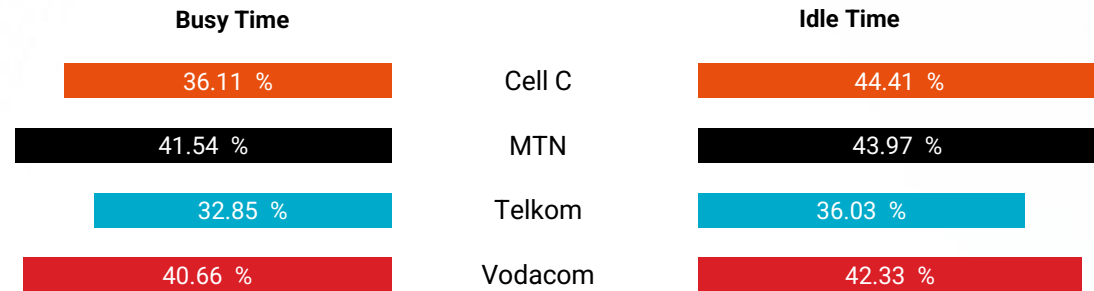 Busy Time Idle Time
36.11 % Cell C 44.41 %
41.54 % MTN 43.97 %
32.85 % Telkom 36.03 %
40.66 % Vodacom 42.33 %